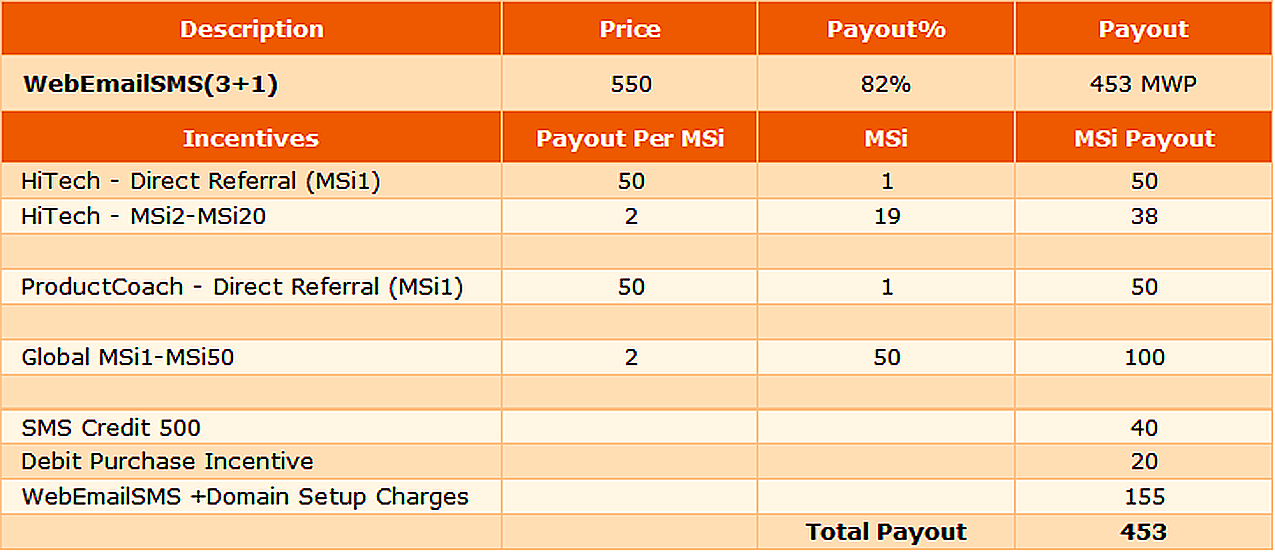 Description Price Payout% Payout
WebEmailSMS(3+1) 550 82% 453 MWP
Incentives Payout Per MSi MSi MSi Payout
HiTech - Direct Referral (MSi1) 50 1 50
HiTech - MSi2-MSi20 2 19 38
ProductCoach - Direct Referral (MSi1) 50 1 50
Global MSi1-MSi50 2 50 100
SMS Credit 500 40
Debit Purchase Incentive 20
WebEmailSMS +Domain Setup Charges 155
Total Payout 453